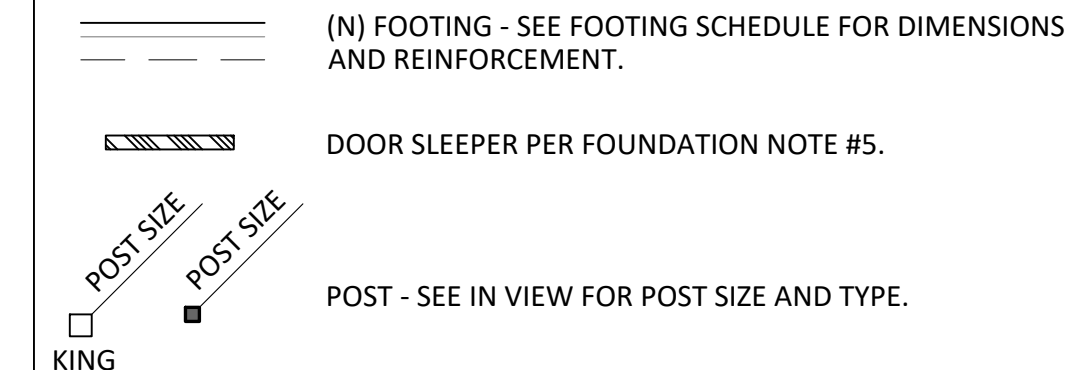 (N) FOOTING - SEE FOOTING SCHEDULE FOR DIMENSIONS
AND REINFORCEMENT.
DOOR SLEEPER PER FOUNDATION NOTE #5.
POST SIZE
POST SIZE
POST - SEE IN VIEW FOR POST SIZE AND TYPE.
KING